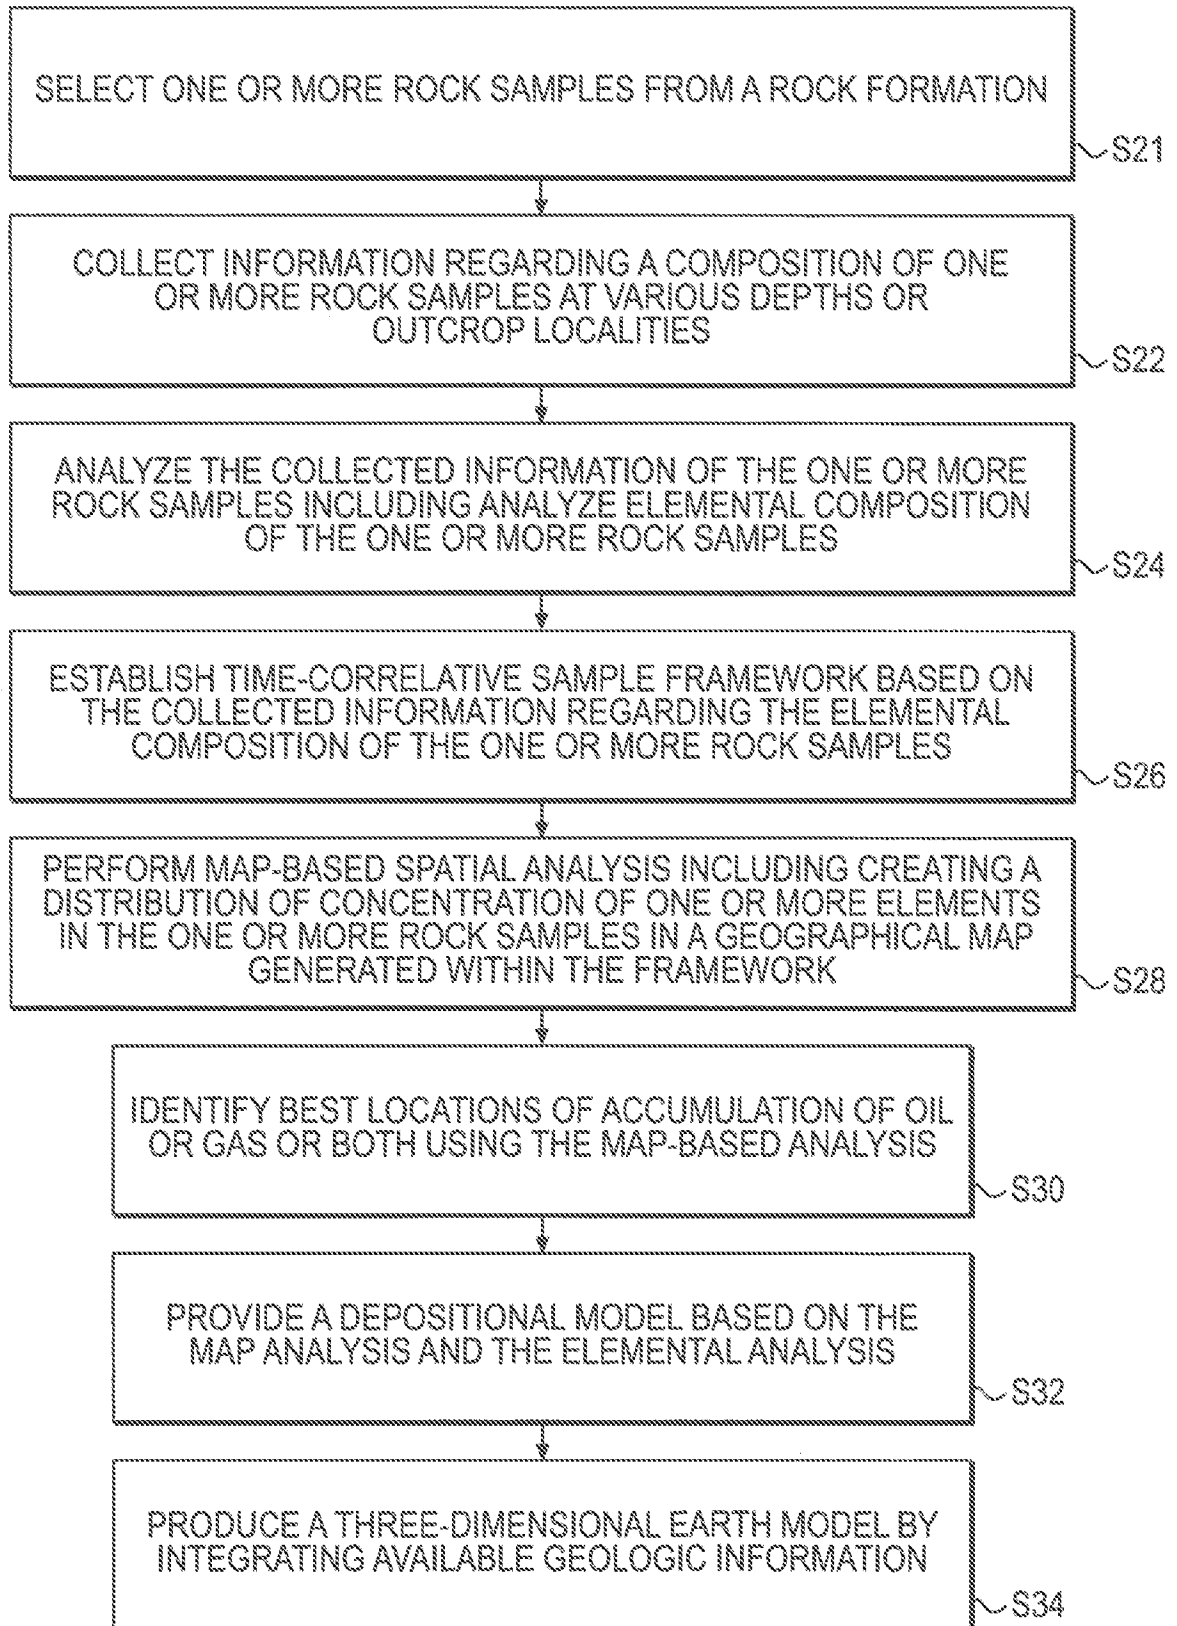 SELECT ONE OR MORE ROCK SAMPLES FROM A ROCK FORMATION
S21
COLLECT INFORMATION REGARDING A COMPOSITION OF ONE
OR MORE ROCK SAMPLES AT VARIOUS DEPTHS OR
OUTCROP LOCALITIES
S22
ANALYZE THE COLLECTED INFORMATION OF THE ONE OR MORE
ROCK SAMPLES INCLUDING ANALYZE ELEMENTAL COMPOSITION
OF THE ONE OR MORE ROCK SAMPLES
S24
ESTABLISH TIME-CORRELATIVE SAMPLE FRAMEWORK BASED ON
THE COLLECTED INFORMATION REGARDING THE ELEMENTAL
COMPOSITION OF THE ONE OR MORE ROCK SAMPLES
S26
PERFORM MAP-BASED SPATIAL ANALYSIS INCLUDING CREATING A
DISTRIBUTION OF CONCENTRATION OF ONE OR MORE ELEMENTS
IN THE ONE OR MORE ROCK SAMPLES IN A GEOGRAPHICAL MAP
GENERATED WITHIN THE FRAMEWORK
S28
IDENTIFY BEST LOCATIONS OF ACCUMULATION OF OIL
OR GAS OR BOTH USING THE MAP-BASED ANALYSIS
S30
PROVIDE A DEPOSITIONAL MODEL BASED ON THE
MAP ANALYSIS AND THE ELEMENTAL ANALYSIS
S32
PRODUCE A THREE-DIMENSIONAL EARTH MODEL BY
INTEGRATING AVAILABLE GEOLOGIC INFORMATION
S34